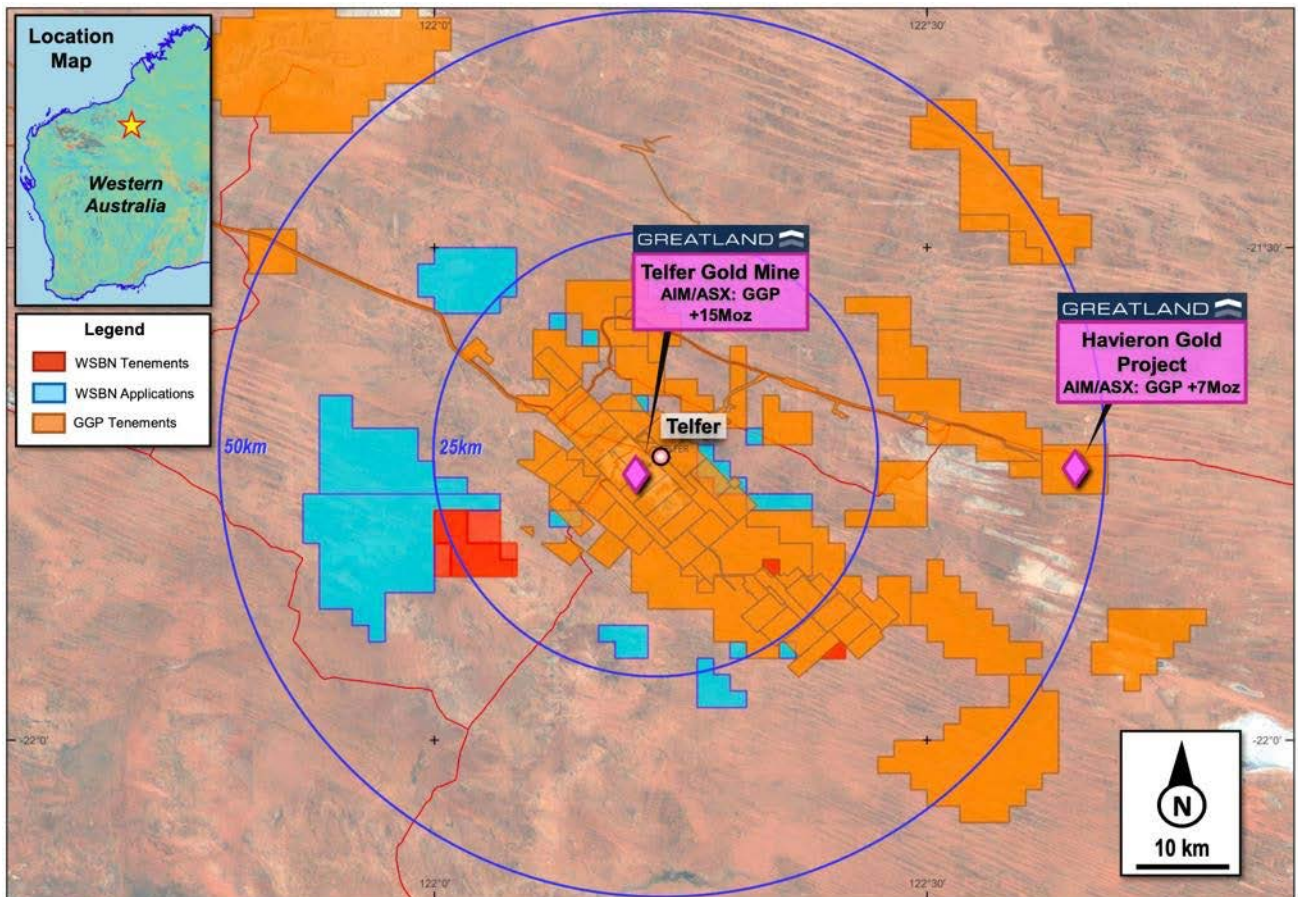 Location
Map
Western
Australia
Legend
WSBN Tenements
WSBN Applications
GGP Tenements
122°0'
122°30'
-21°30'
GREATLAND
Telfer Gold Mine
AIM/ASX: GGP
+15Moz
GREATLAND
Havieron Gold
Project
AIM/ASX: GGP +7Moz
Telfer
50km
25km
-22°0'
-22°0'
N
10 km
122°0'
122°30'